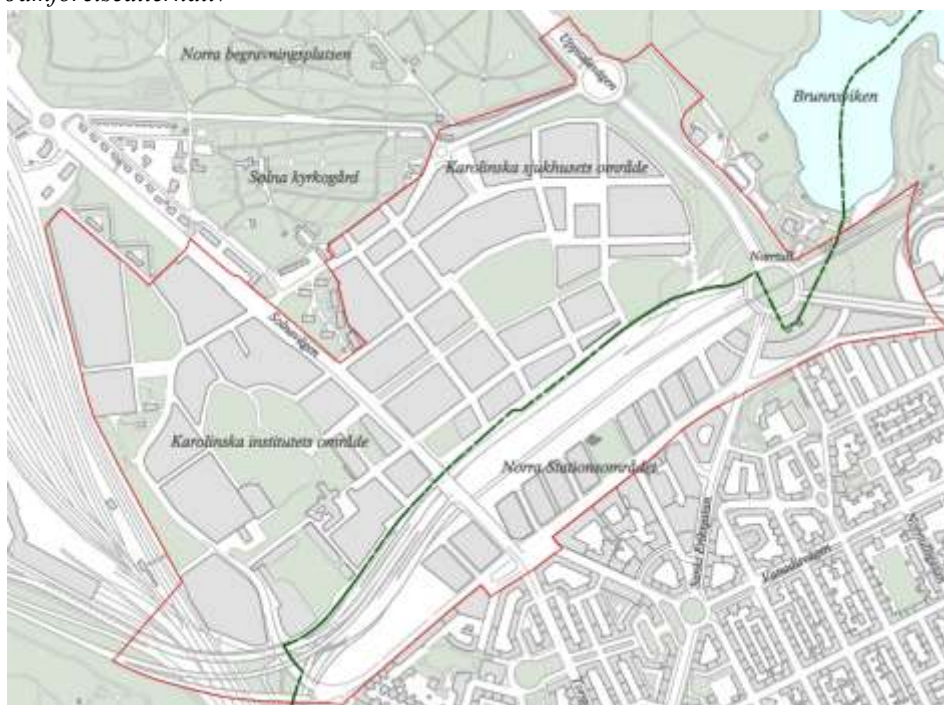 Jämförelsealternativ
Norra begravningsplatsen
Uppsalavägen
Brunnsviken
Solna kyrkogård
Karolinska sjukhusets område
Norrtull
Solnavägen
Karolinska institutets område
Norra Stationsområdet
Sankt Eriksgatan
Vanadisvägen